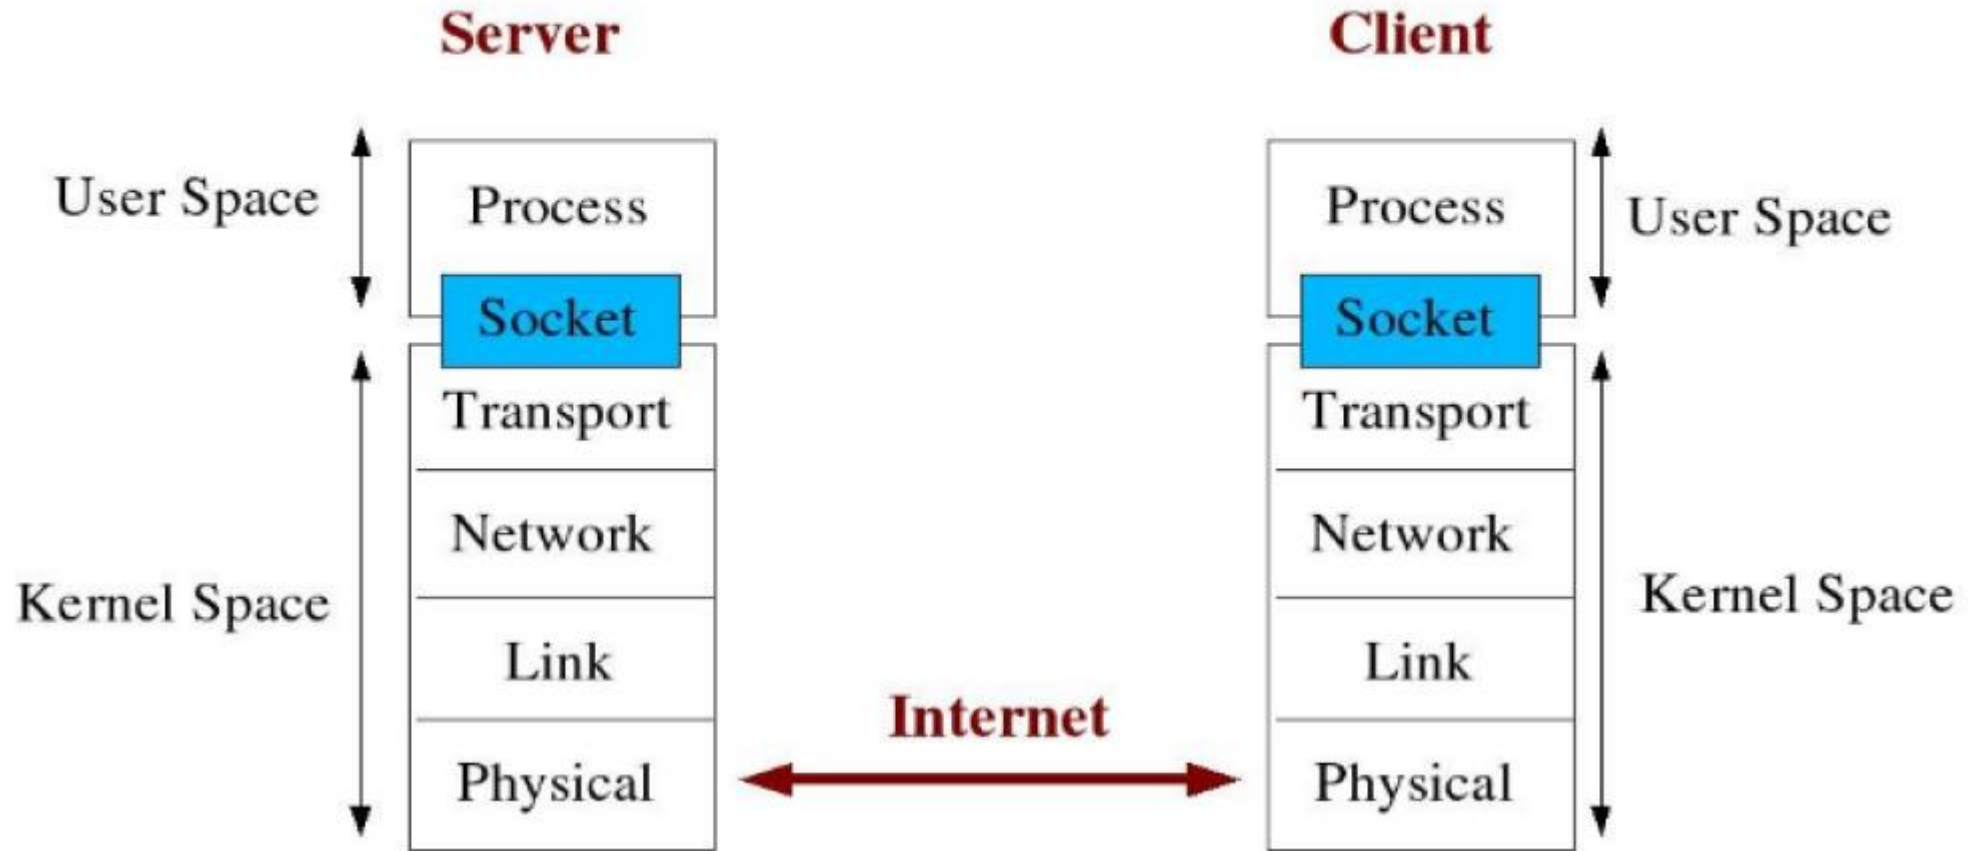 Server
Client
User Space
Process
Process
User Space
Socket
Socket
Transport
Transport
Network
Network
Kernel Space
Kernel Space
Link
Link
Internet
Physical
Physical